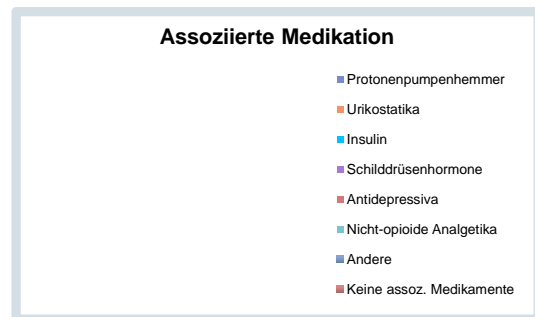 Assoziierte Medikation
Protonenpumpenhemmer
Urikostatika
Insulin
Schilddrüsenhormone
Antidepressiva
Nicht-opioide Analgetika
Andere
Keine assoz. Medikamente